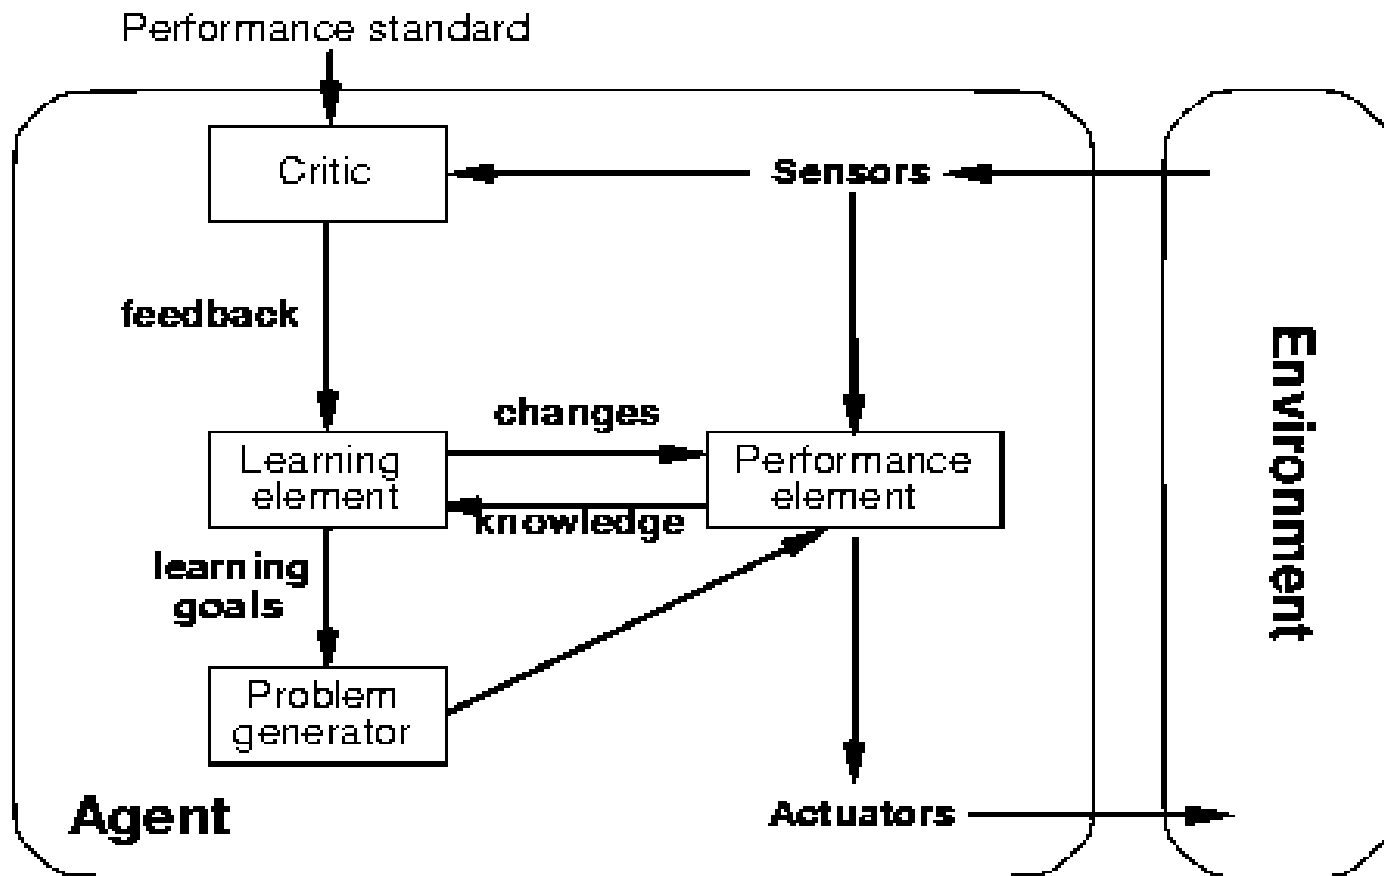 Performance standard
Critic
Sensors
feedback
changes
Learning
element
Performance
element
knowledge
learning
goals
Problem
generator
Agent
Actuators
Environment